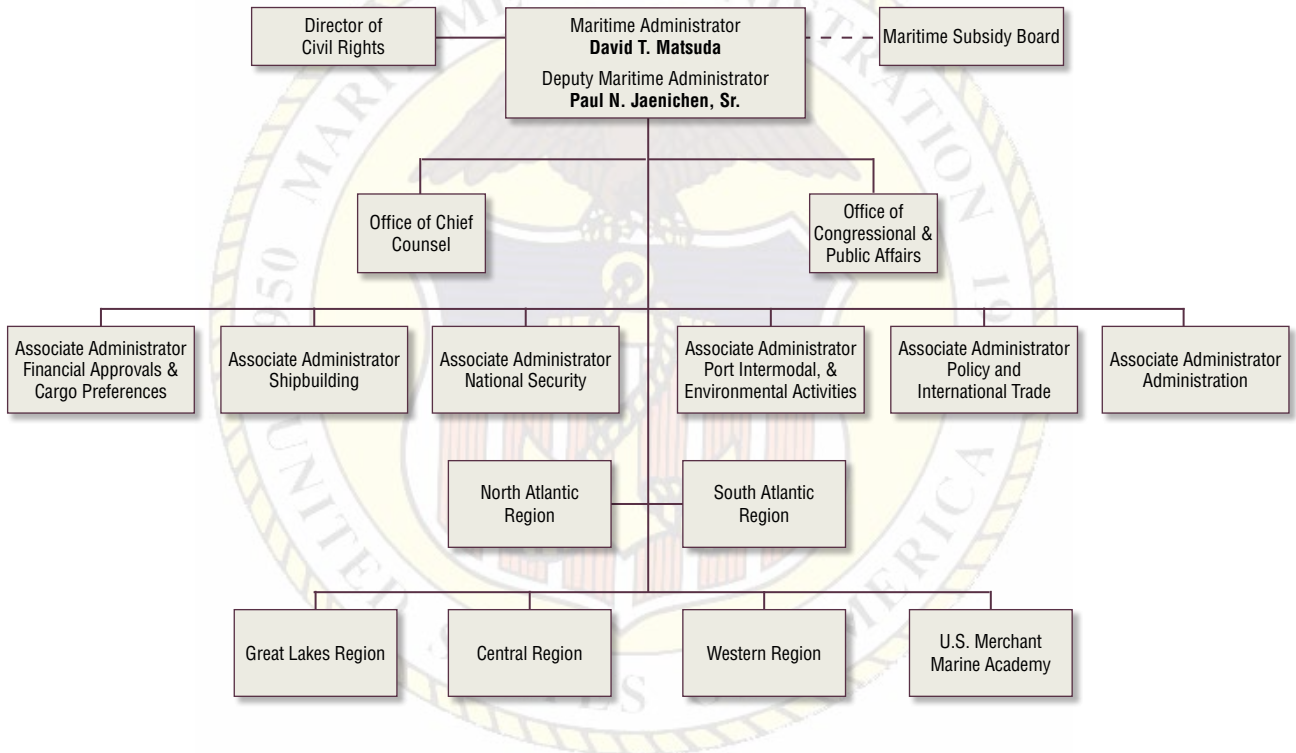 Director of
Civil Rights
Maritime Administrator
David T. Matsuda
Deputy Maritime Administrator
Paul N. Jaenichen, Sr.
Maritime Subsidy Board
Office of Chief
Counsel
Office of
Congressional &
Public Affairs
Associate Administrator
Financial Approvals &
Cargo Preferences
Associate Administrator
Shipbuilding
Associate Administrator
National Security
Associate Administrator
Port Intermodal, &
Environmental Activities
Associate Administrator
Policy and
International Trade
Associate Administrator
Administration
North Atlantic
Region
South Atlantic
Region
Great Lakes Region
Central Region
Western Region
U.S. Merchant
Marine Academy